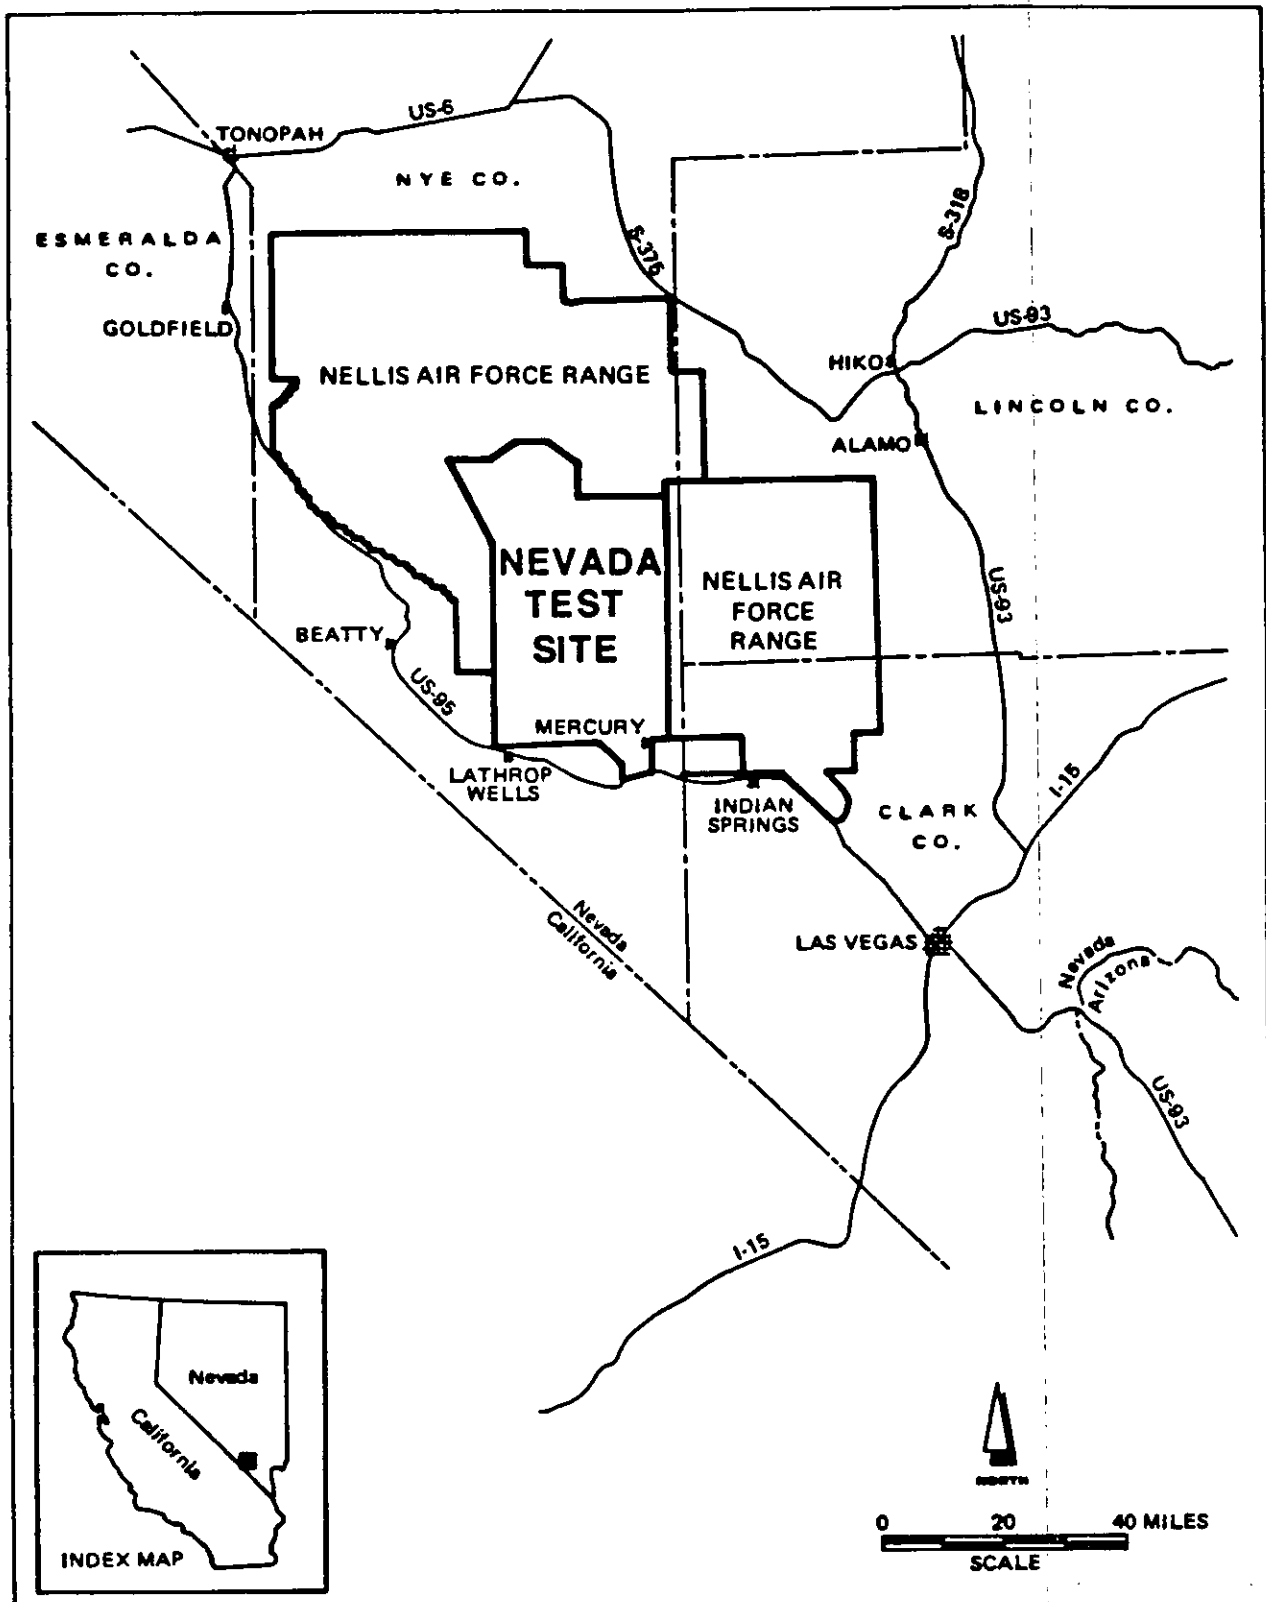 US-6
TONOPAH
NYE CO.
ESMERALDA
CO.
S-375
S-318
GOLDFIELD
US-93
HIKO
NELLIS AIR FORCE RANGE
LINCOLN CO.
ALAMO
NEVADA
TEST
SITE
NELLIS AIR
FORCE
RANGE
US-93
BEATTY
US-95
MERCURY
LATHROP
WELLS
INDIAN
SPRINGS
I-15
CLARK
CO.
Nevada
California
LAS VEGAS
Nevada
Arizona
US-93
I-15
Nevada
California
INDEX MAP
NORTH
0 20 40 MILES
SCALE